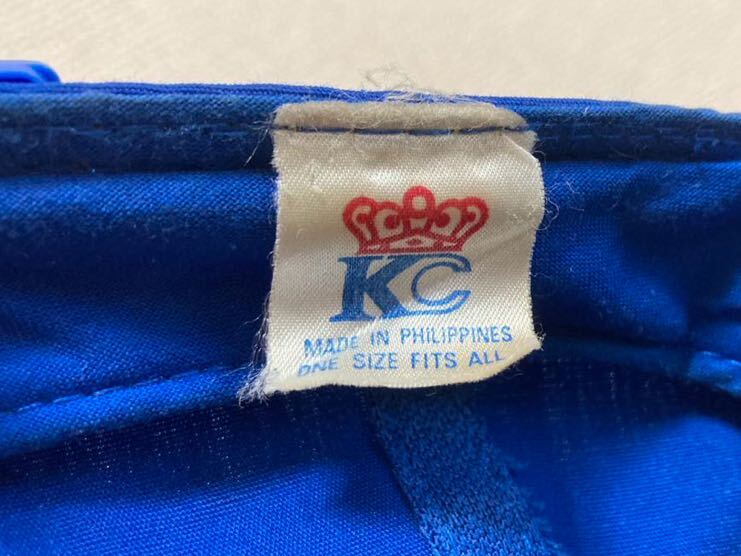 KC
MADE IN PHILIPPINES
ONE SIZE FITS ALL